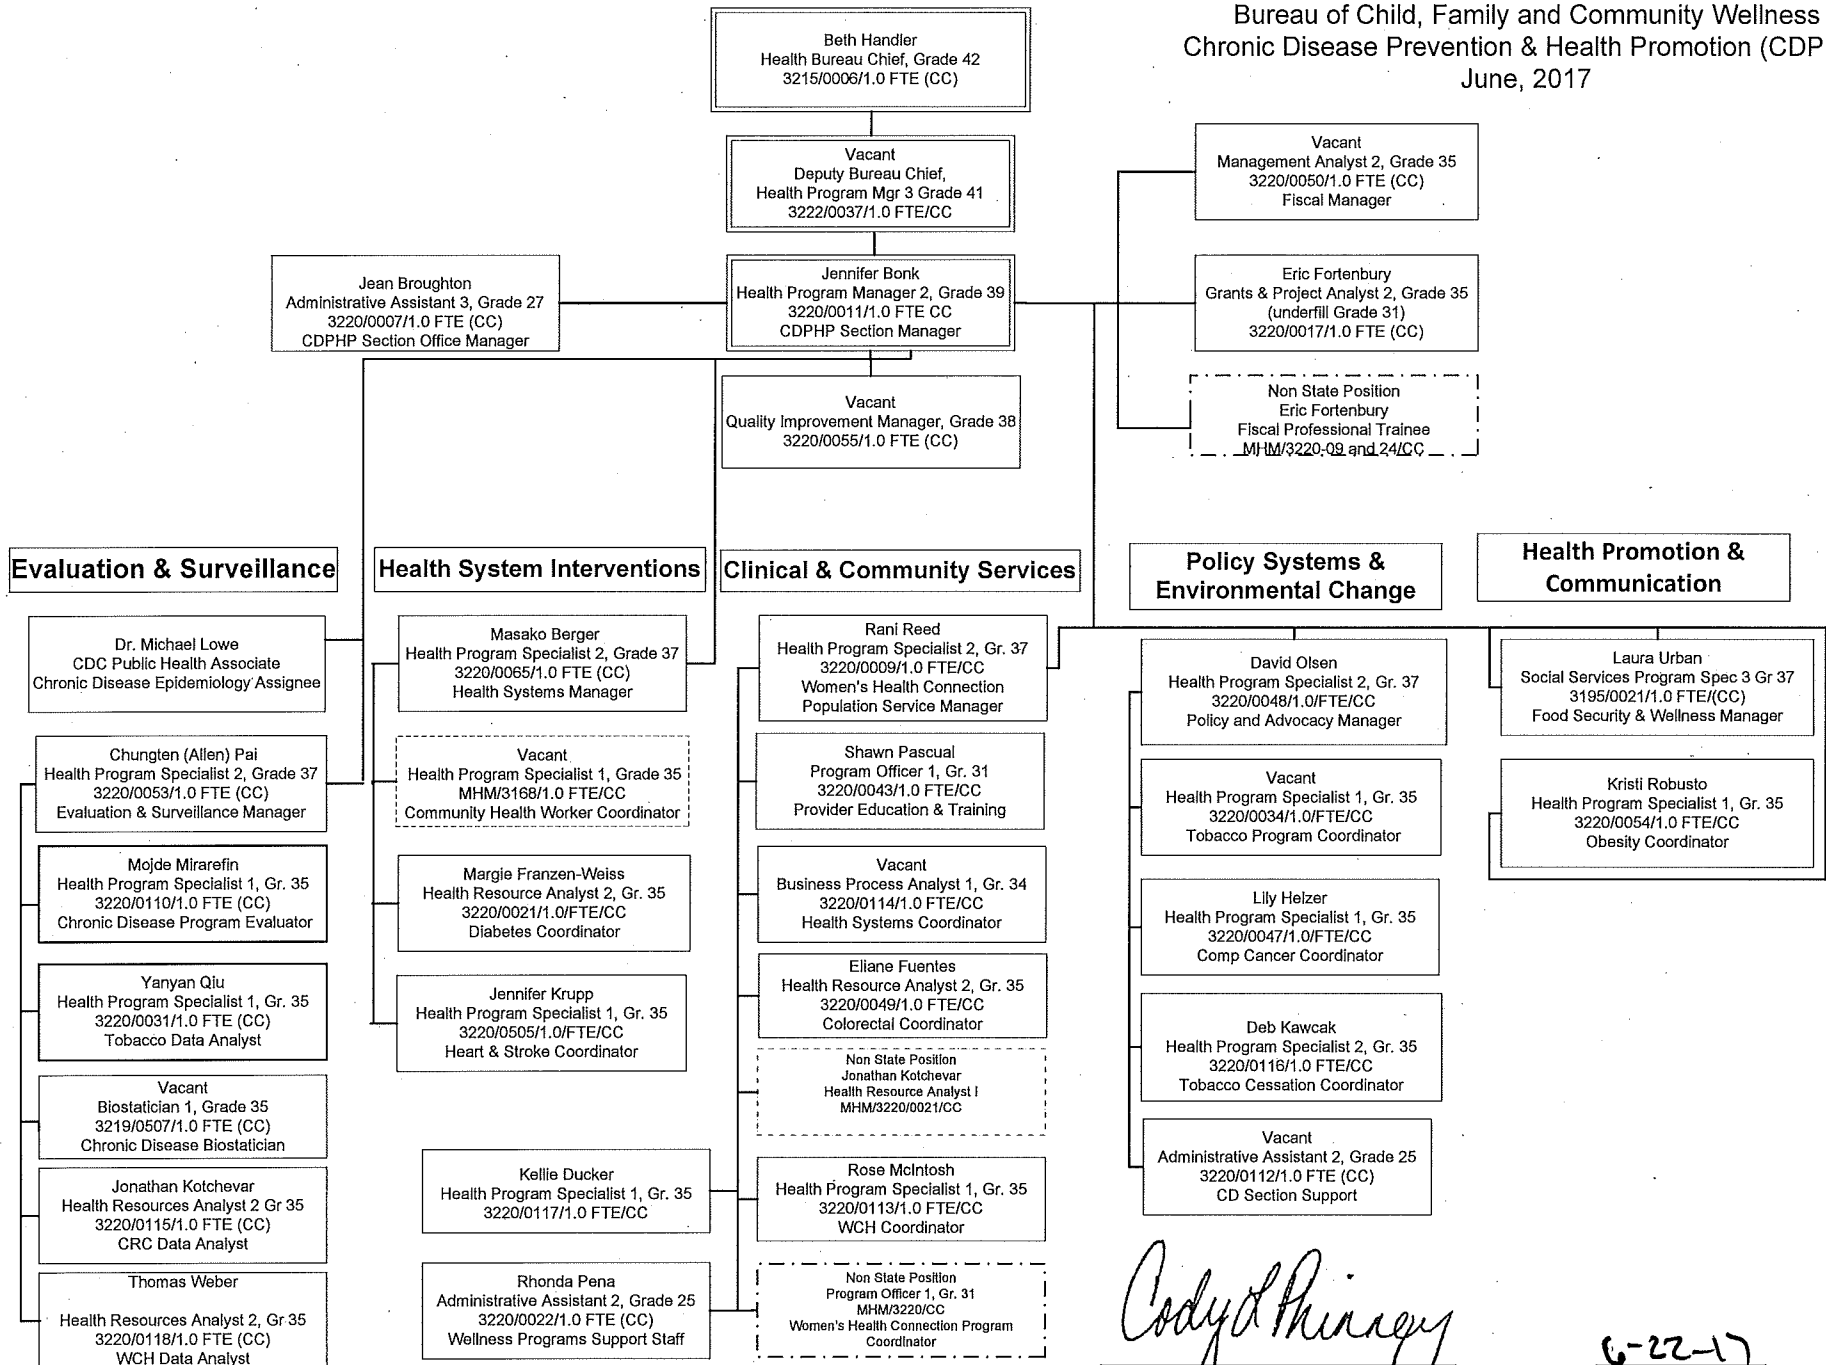 Bureau of Child, Family and Community Wellness
Chronic Disease Prevention & Health Promotion (CDP
June, 2017
Beth Handler
Health Bureau Chief, Grade 42
3215/0006/1.0 FTE (CC)
Vacant
Deputy Bureau Chief,
Health Program Mgr 3 Grade 41
3222/0037/1.0 FTE/CC
Vacant
Management Analyst 2, Grade 35
3220/0050/1.0 FTE (CC)
Fiscal Manager
Jean Broughton
Administrative Assistant 3, Grade 27
3220/0007/1.0 FTE (CC)
CDPHP Section Office Manager
Jennifer Bonk
Health Program Manager 2, Grade 39
3220/0011/1.0 FTE CC
CDPHP Section Manager
Eric Fortenbury
Grants & Project Analyst 2, Grade 35
(underfill Grade 31)
3220/0017/1.0 FTE (CC)
Vacant
Quality Improvement Manager, Grade 38
3220/0055/1.0 FTE (CC)
Non State Position
Eric Fortenbury
Fiscal Professional Trainee
MHM/3220-09 and 24/CC
Evaluation & Surveillance
Dr. Michael Lowe
CDC Public Health Associate
Chronic Disease Epidemiology Assignee
Chungten (Allen) Pai
Health Program Specialist 2, Grade 37
3220/0053/1.0 FTE (CC)
Evaluation & Surveillance Manager
Mojde Mirarefin
Health Program Specialist 1, Gr. 35
3220/0110/1.0 FTE (CC)
Chronic Disease Program Evaluator
Yanyan Qiu
Health Program Specialist 1, Gr. 35
3220/0031/1.0 FTE (CC)
Tobacco Data Analyst
Vacant
Biostatician 1, Grade 35
3219/0507/1.0 FTE (CC)
Chronic Disease Biostatician
Jonathan Kotchevar
Health Resources Analyst 2 Gr 35
3220/0115/1.0 FTE (CC)
CRC Data Analyst
Thomas Weber
Health Resources Analyst 2, Gr 35
3220/0118/1.0 FTE (CC)
WCH Data Analyst
Health System Interventions
Masako Berger
Health Program Specialist 2, Grade 37
3220/0065/1.0 FTE (CC)
Health Systems Manager
Vacant
Health Program Specialist 1, Grade 35
MHM/3168/1.0 FTE/CC
Community Health Worker Coordinator
Margie Franzen-Weiss
Health Resource Analyst 2, Gr. 35
3220/0021/1.0/FTE/CC
Diabetes Coordinator
Jennifer Krupp
Health Program Specialist 1, Gr. 35
3220/0505/1.0/FTE/CC
Heart & Stroke Coordinator
Kellie Ducker
Health Program Specialist 1, Gr. 35
3220/0117/1.0 FTE/CC
Rhonda Pena
Administrative Assistant 2, Grade 25
3220/0022/1.0 FTE (CC)
Wellness Programs Support Staff
Clinical & Community Services
Rani Reed
Health Program Specialist 2, Gr. 37
3220/0009/1.0 FTE/CC
Women's Health Connection
Population Service Manager
Shawn Pascual
Program Officer 1, Gr. 31
3220/0043/1.0 FTE/CC
Provider Education & Training
Vacant
Business Process Analyst 1, Gr. 34
3220/0114/1.0 FTE/CC
Health Systems Coordinator
Eliane Fuentes
Health Resource Analyst 2, Gr. 35
3220/0049/1.0 FTE/CC
Colorectal Coordinator
Non State Position
Jonathan Kotchevar
Health Resource Analyst I
MHM/3220/0021/CC
Rose McIntosh
Health Program Specialist 1, Gr. 35
3220/0113/1.0 FTE/CC
WCH Coordinator
Non State Position
Program Officer 1, Gr. 31
MHM/3220/CC
Women's Health Connection Program
Coordinator
Policy Systems &
Environmental Change
David Olsen
Health Program Specialist 2, Gr. 37
3220/0048/1.0/FTE/CC
Policy and Advocacy Manager
Vacant
Health Program Specialist 1, Gr. 35
3220/0034/1.0/FTE/CC
Tobacco Program Coordinator
Lily Helzer
Health Program Specialist 1, Gr. 35
3220/0047/1.0/FTE/CC
Comp Cancer Coordinator
Deb Kawcak
Health Program Specialist 2, Gr. 35
3220/0116/1.0 FTE/CC
Tobacco Cessation Coordinator
Vacant
Administrative Assistant 2, Grade 25
3220/0112/1.0 FTE (CC)
CD Section Support
Health Promotion &
Communication
Laura Urban
Social Services Program Spec 3 Gr 37
3195/0021/1.0 FTE/(CC)
Food Security & Wellness Manager
Kristi Robusto
Health Program Specialist 1, Gr. 35
3220/0054/1.0 FTE/CC
Obesity Coordinator
Cody L Phinney
6-22-17